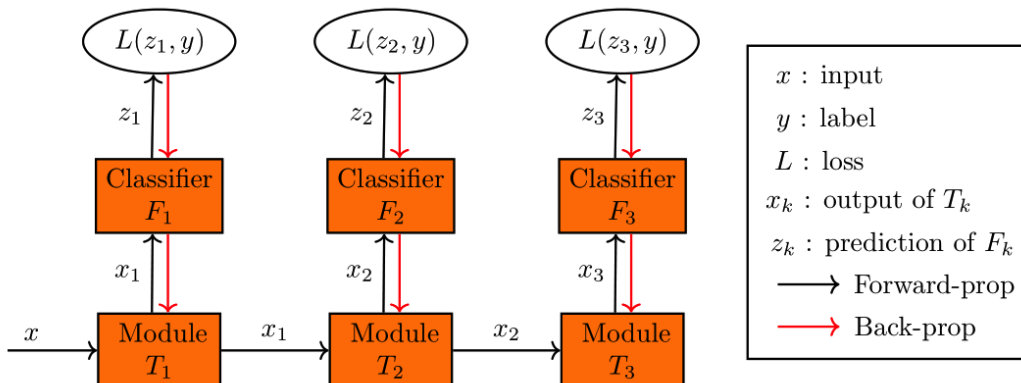 L(z₁, y)
L(z₂, y)
L(z₃, y)
z₁
z₂
z₃
Classifier
F₁
Classifier
F₂
Classifier
F₃
x₁
x₂
x₃
x
Module
T₁
x₁
Module
T₂
x₂
Module
T₃
x : input
y : label
L : loss
xₖ : output of Tₖ
zₖ : prediction of Fₖ
Forward-prop
Back-prop